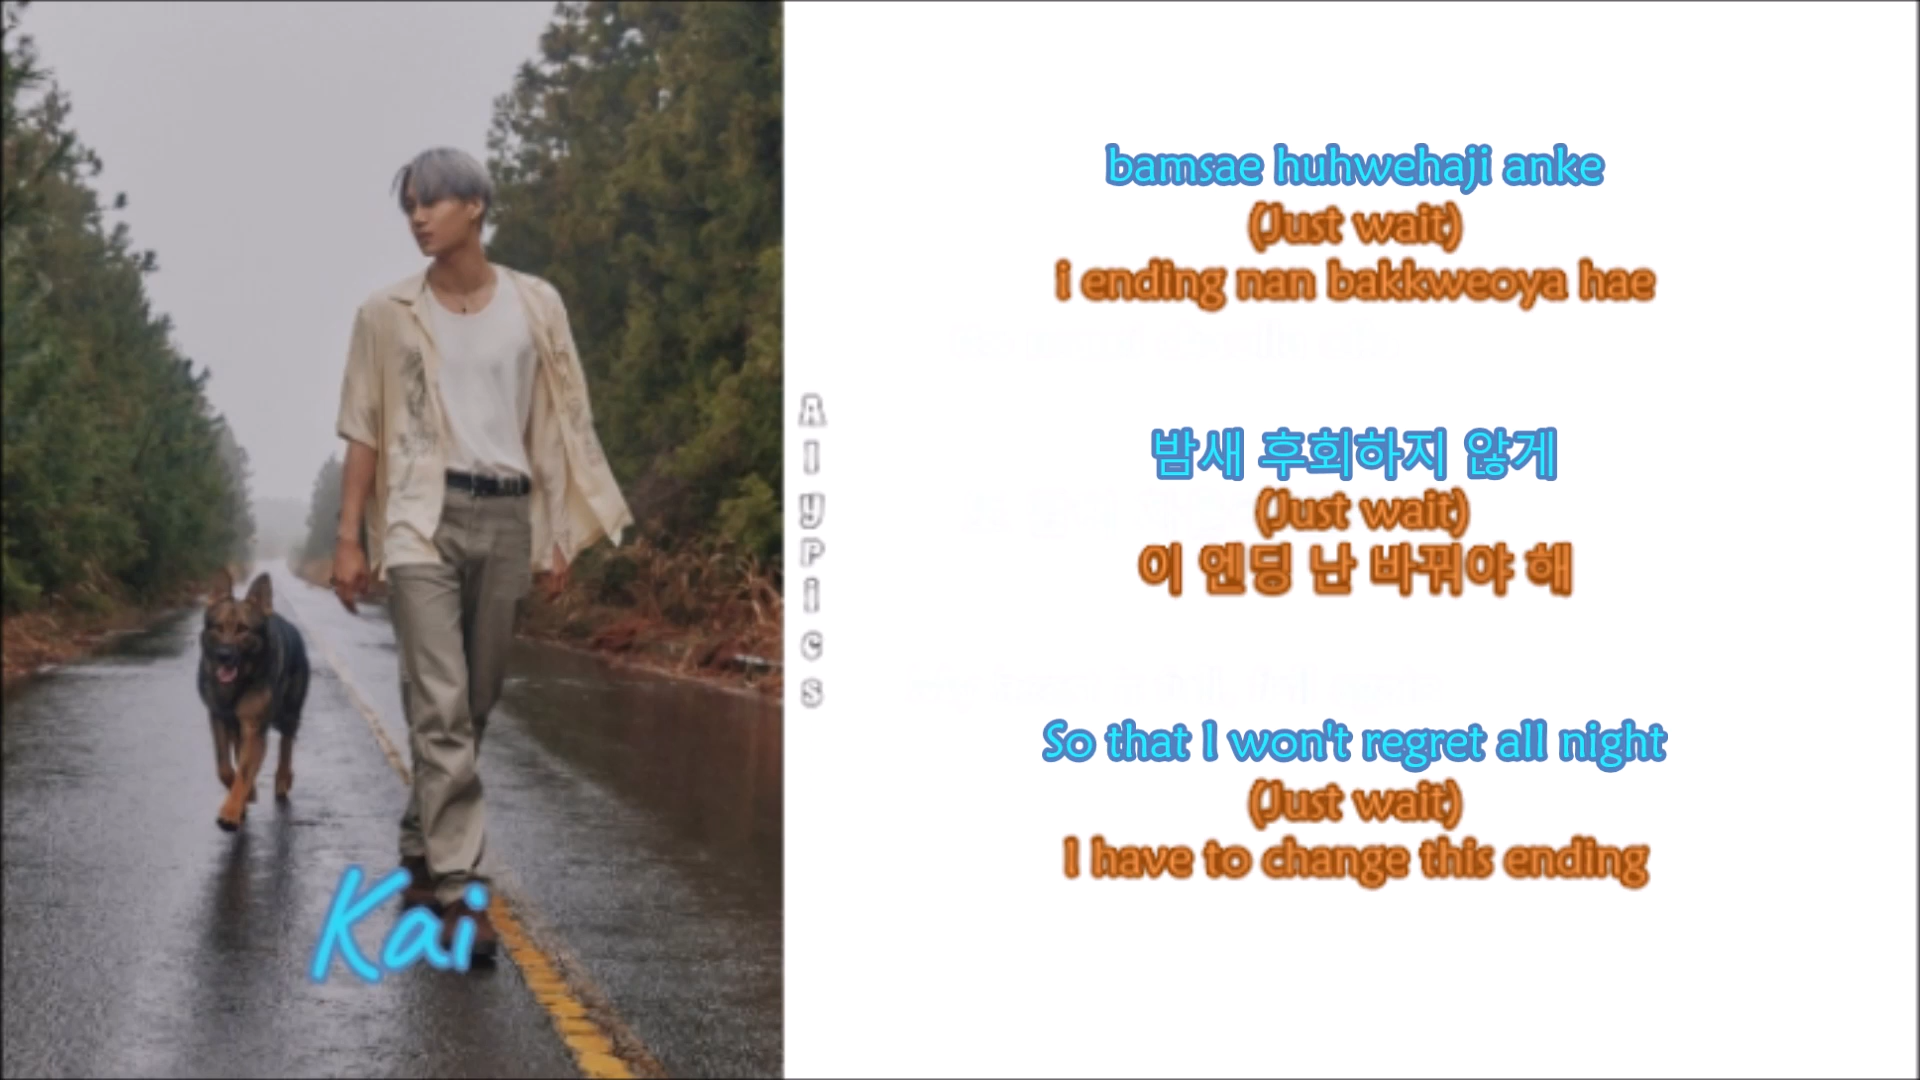 Kai
AlyPics
bamsae huhwehaji anke
(Just wait)
i ending nan bakkweoya hae
밤새 후회하지 않게
(Just wait)
이 엔딩 난 바꿔야 해
So that I won't regret all night
(Just wait)
I have to change this ending